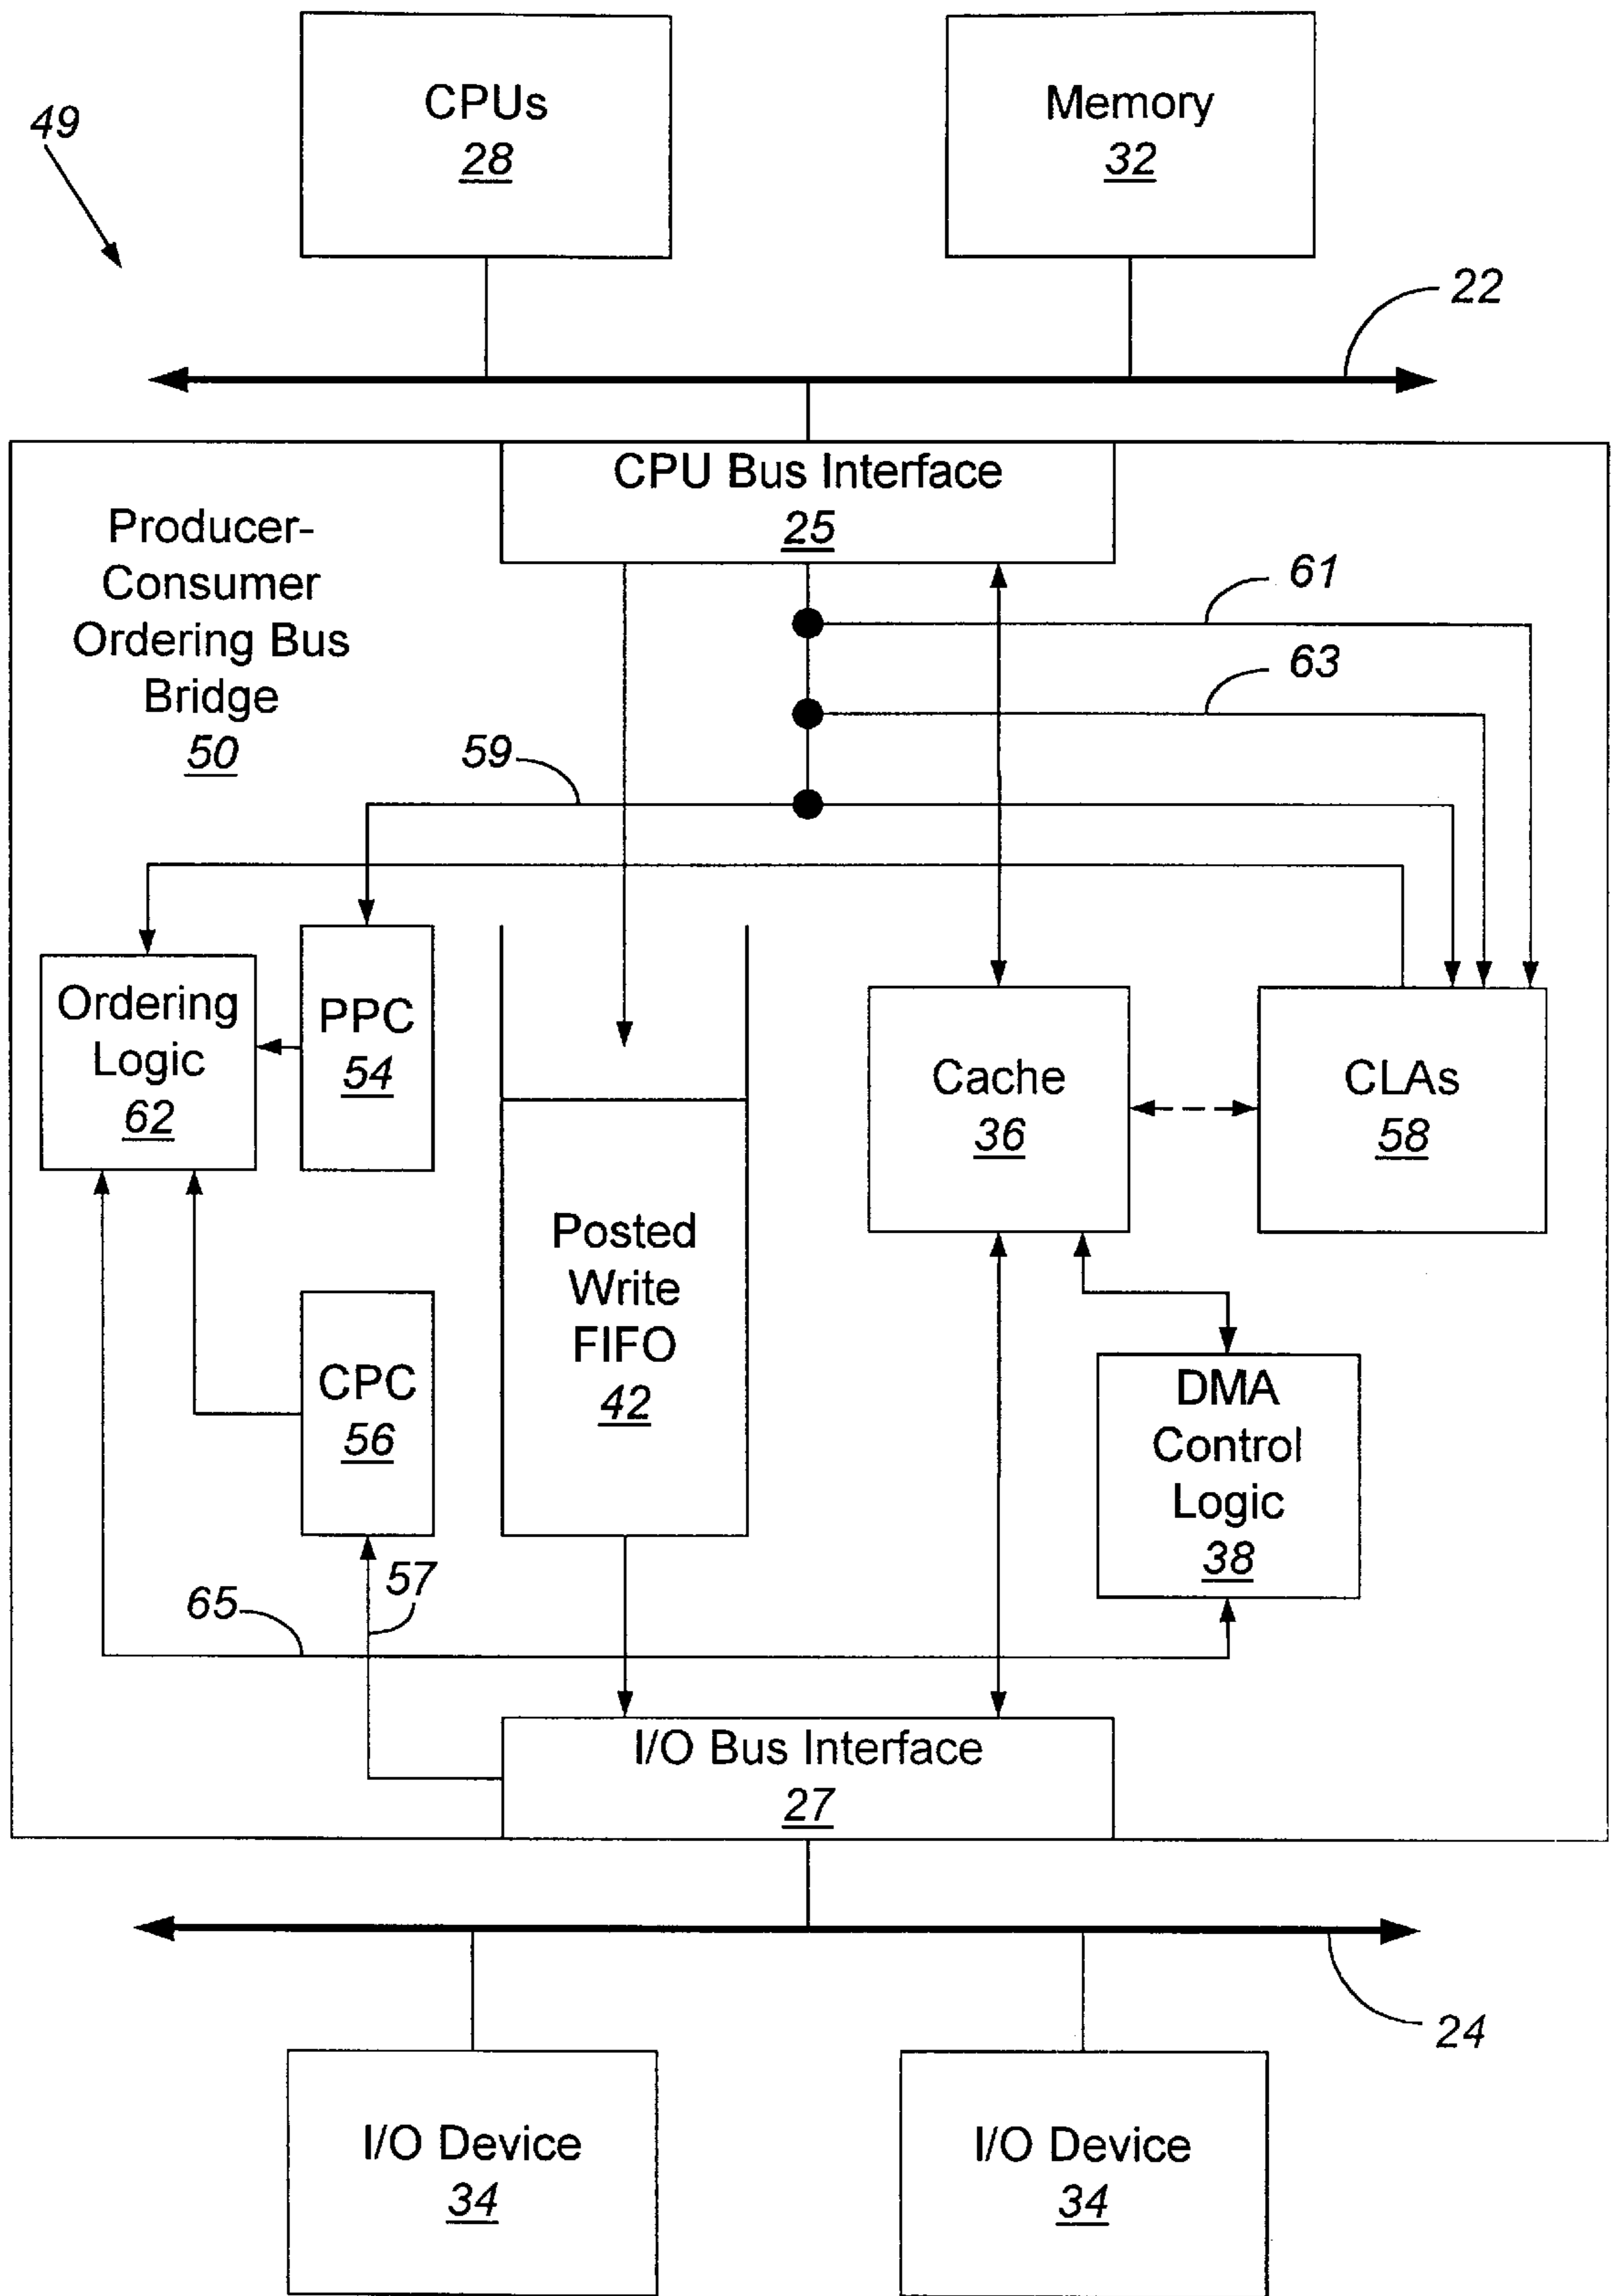 CPUs
28
Memory
32
49
22
CPU Bus Interface
25
Producer-
Consumer
Ordering Bus
Bridge
50
61
63
59
Ordering
Logic
62
PPC
54
Cache
36
CLAs
58
Posted
Write
FIFO
42
CPC
56
DMA
Control
Logic
38
57
65
I/O Bus Interface
27
24
I/O Device
34
I/O Device
34